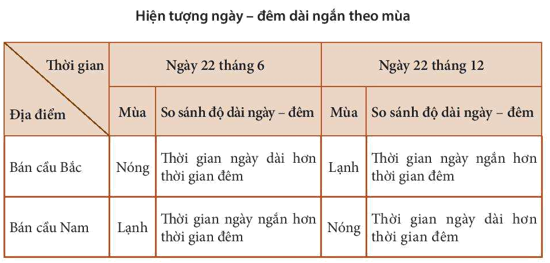 Hiện tượng ngày – đêm dài ngắn theo mùa
Thời gian
Địa điểm
Ngày 22 tháng 6
Ngày 22 tháng 12
Mùa
So sánh độ dài ngày – đêm
Mùa
So sánh độ dài ngày – đêm
Bán cầu Bắc
Nóng
Thời gian ngày dài hơn
thời gian đêm
Lạnh
Thời gian ngày ngắn hơn
thời gian đêm
Bán cầu Nam
Lạnh
Thời gian ngày ngắn hơn
thời gian đêm
Nóng
Thời gian ngày dài hơn
thời gian đêm